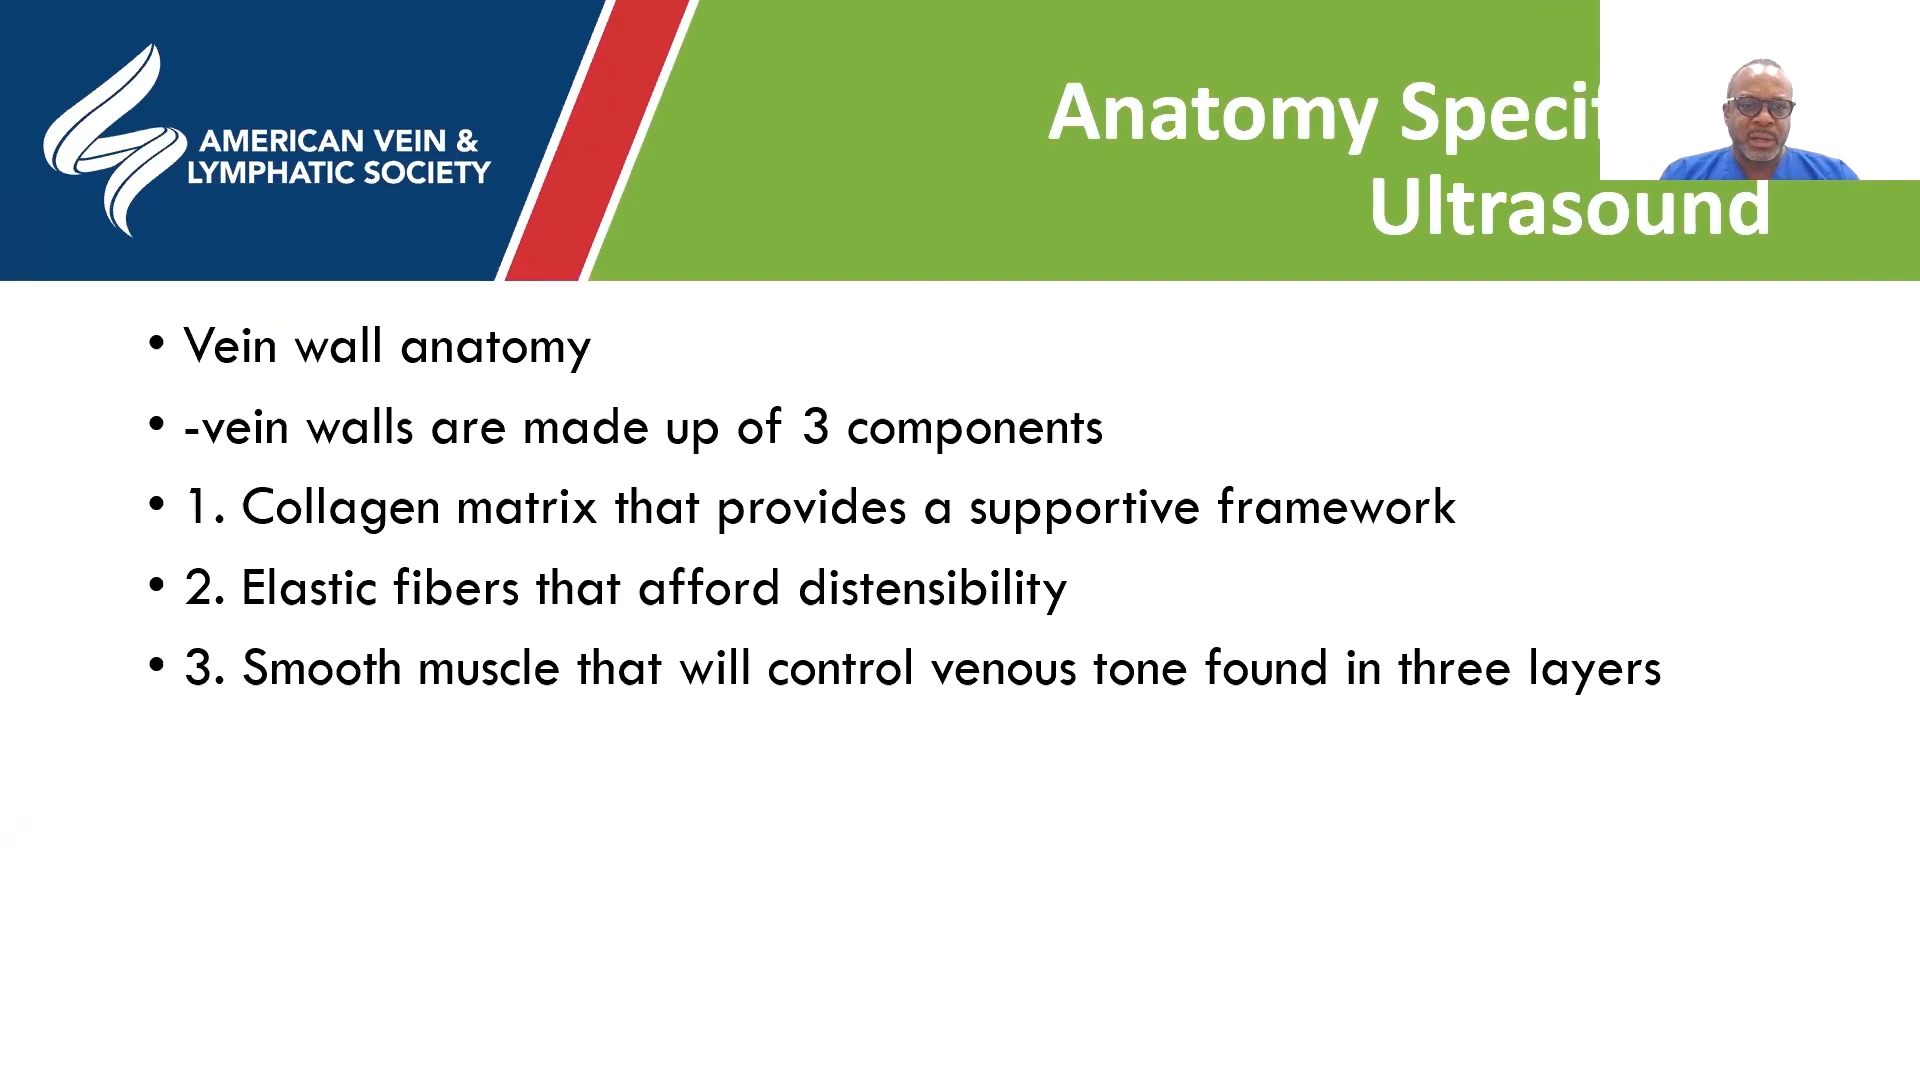 AMERICAN VEIN &
LYMPHATIC SOCIETY
Anatomy
Ultrasound
• Vein wall anatomy
• -vein walls are made up of 3 components
• 1. Collagen matrix that provides a supportive framework
• 2. Elastic fibers that afford distensibility
• 3. Smooth muscle that will control venous tone found in three layers